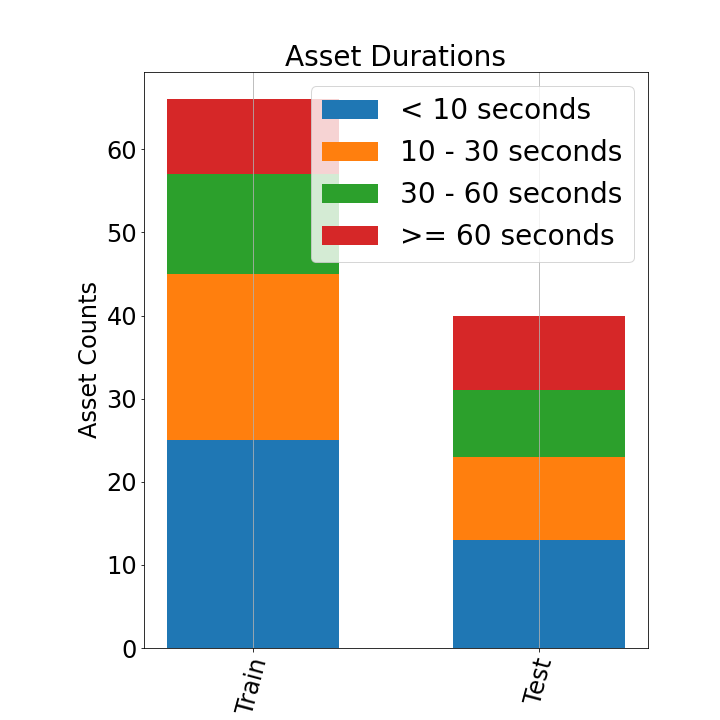 Asset Durations
< 10 seconds
10 - 30 seconds
30 - 60 seconds
>= 60 seconds
Asset Counts
60
50
40
30
20
10
0
Train
Test